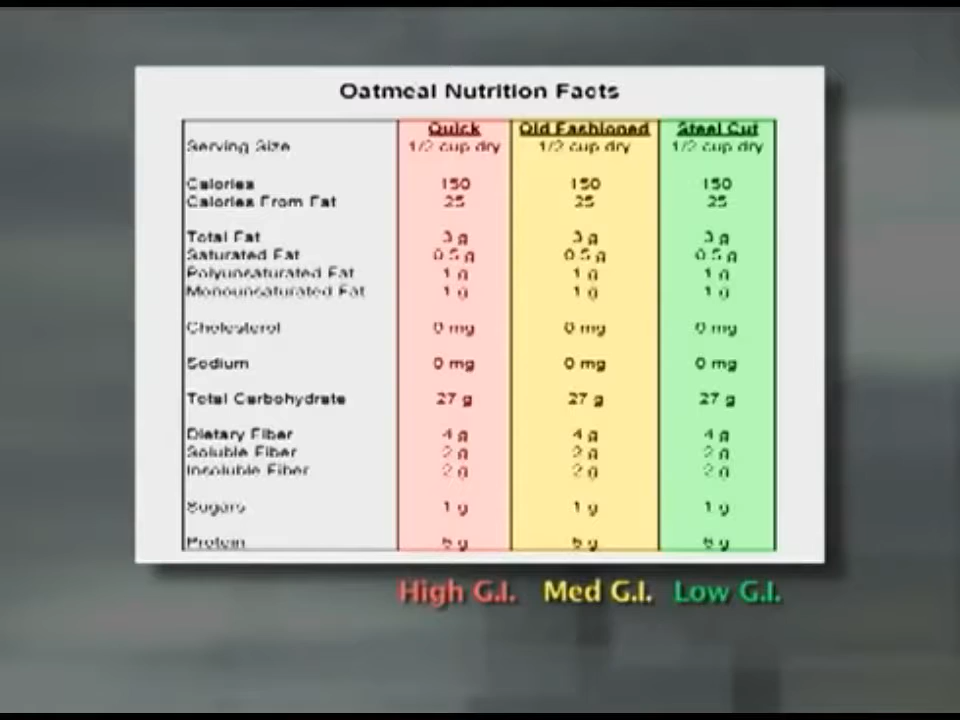 Oatmeal Nutrition Facts
Quick Old Fashioned Steel Cut
Serving Size 1/2 cup dry 1/2 cup dry 1/2 cup dry
Calories 150 150 150
Calories From Fat 25 25 25
Total Fat 3 g 3 g 3 g
Saturated Fat 0.5 g 0.5 g 0.5 g
Polyunsaturated Fat 1 g 1 g 1 g
Monounsaturated Fat 1 g 1 g 1 g
Cholesterol 0 mg 0 mg 0 mg
Sodium 0 mg 0 mg 0 mg
Total Carbohydrate 27 g 27 g 27 g
Dietary Fiber 4 g 4 g 4 g
Soluble Fiber 2 g 2 g 2 g
Insoluble Fiber 2 g 2 g 2 g
Sugars 1 g 1 g 1 g
Protein g g g
High G.I. Med G.I. Low G.I.